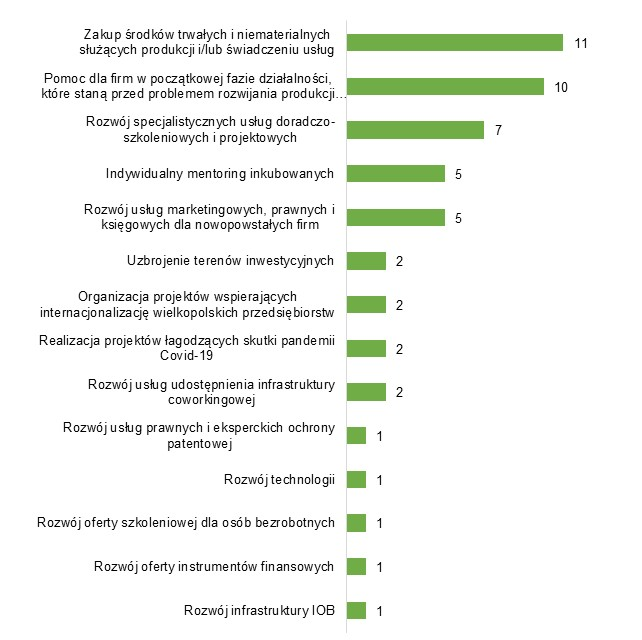 Zakup środków trwałych i niematerialnych
służących produkcji i/lub świadczeniu usług
11
Pomoc dla firm w początkowej fazie działalności,
które staną przed problemem rozwijania produkcji…
10
Rozwój specjalistycznych usług doradczo-
szkoleniowych i projektowych
7
Indywidualny mentoring inkubowanych
5
Rozwój usług marketingowych, prawnych i
księgowych dla nowopowstałych firm
5
Uzbrojenie terenów inwestycyjnych
2
Organizacja projektów wspierających
internacjonalizację wielkopolskich przedsiębiorstw
2
Realizacja projektów łagodzących skutki pandemii
Covid-19
2
Rozwój usług udostępnienia infrastruktury
coworkingowej
2
Rozwój usług prawnych i eksperckich ochrony
patentowej
1
Rozwój technologii
1
Rozwój oferty szkoleniowej dla osób bezrobotnych
1
Rozwój oferty instrumentów finansowych
1
Rozwój infrastruktury IOB
1